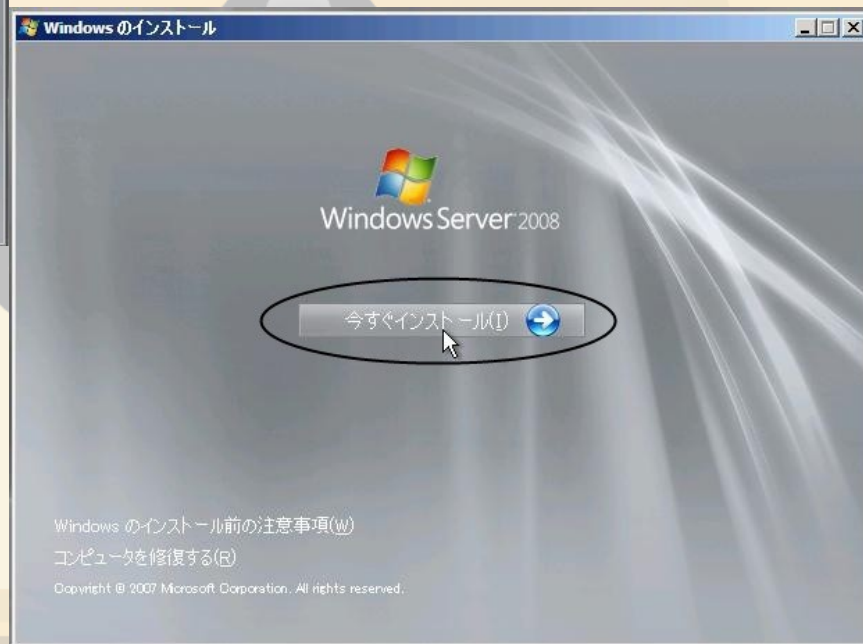 Windows のインストール
Windows Server 2008
今すぐインストール(I)
Windows のインストール前の注意事項(W)
コンピュータを修復する(R)
Copyright © 2007 Microsoft Corporation. All rights reserved.